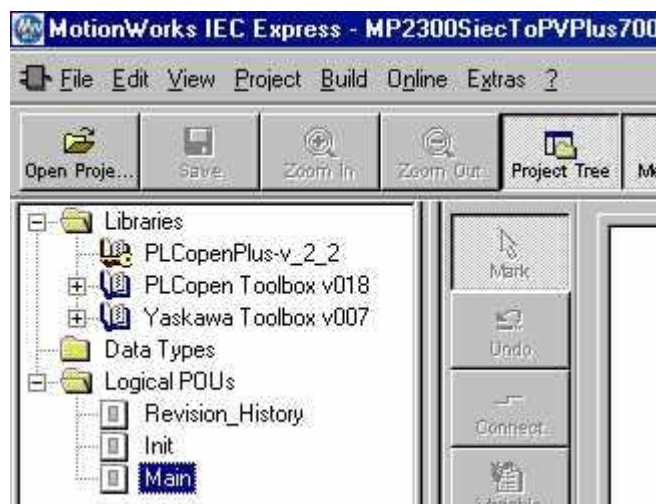 MotionWorks IEC Express - MP2300SiecToPVPlus700
File Edit View Project Build Online Extras ?
Open Proje... Save Zoom In Zoom Out Project Tree
Libraries
PLCopenPlus-v_2_2
PLCopen Toolbox v018
Yaskawa Toolbox v007
Data Types
Logical POUs
Revision_History
Init
Main
Mark
Undo
Connect
Variable